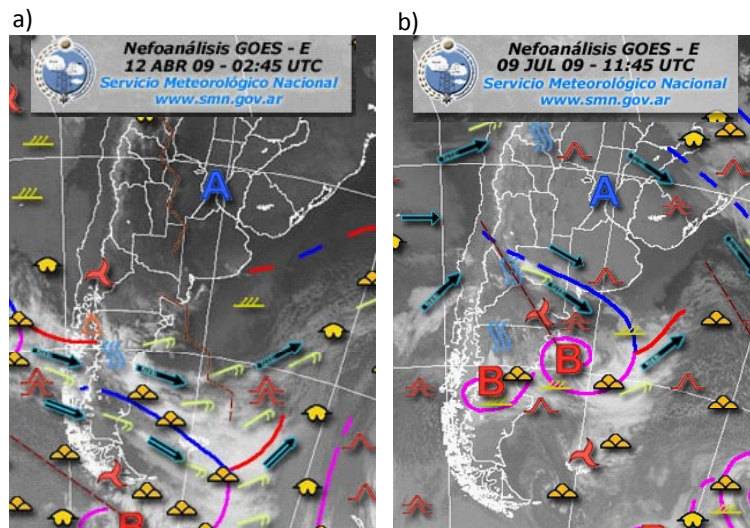 a)
Nefoanálisis GOES - E
12 ABR 09 - 02:45 UTC
Servicio Meteorológico Nacional
www.smn.gov.ar
A
B
b)
Nefoanálisis GOES - E
09 JUL 09 - 11:45 UTC
Servicio Meteorológico Nacional
www.smn.gov.ar
A
B
B